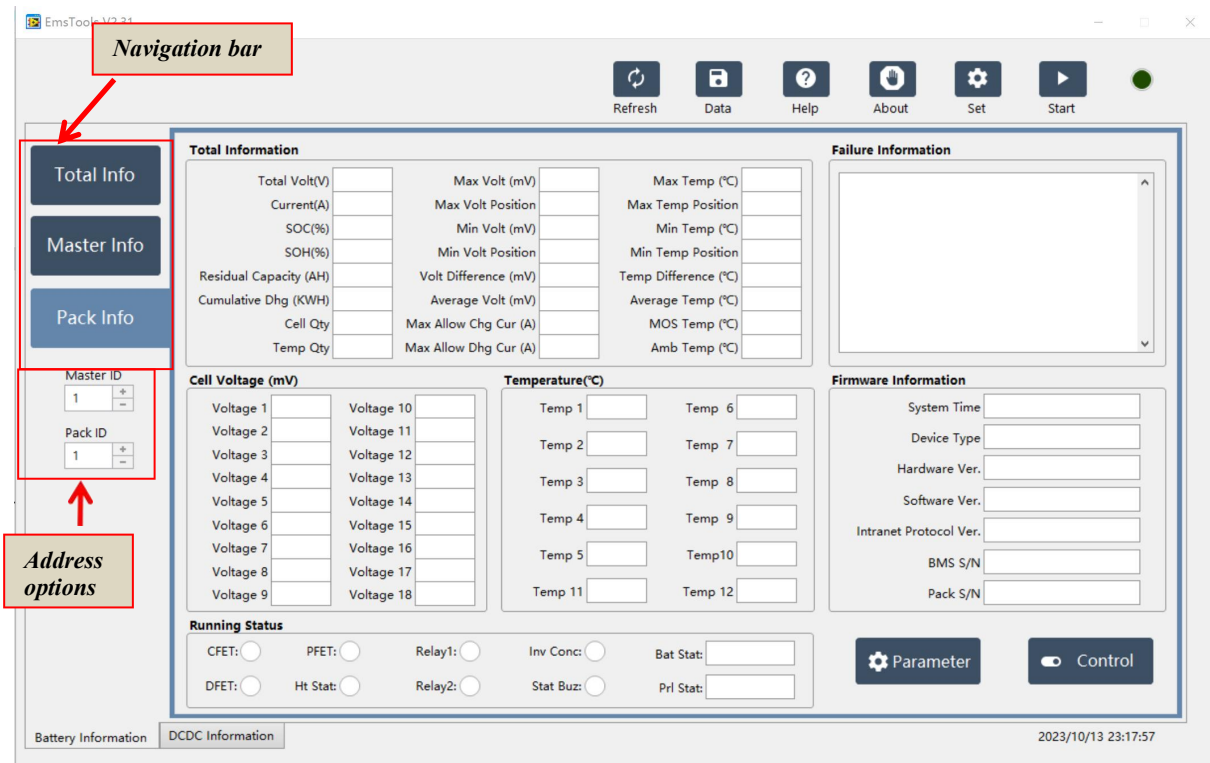 EmsTools V2.31
Navigation bar
Refresh
Data
Help
About
Set
Start
Total Info
Master Info
Pack Info
Master ID
1
Pack ID
1
Address
options
Total Information
Total Volt(V)
Max Volt (mV)
Max Temp (℃)
Current(A)
Max Volt Position
Max Temp Position
SOC(%)
Min Volt (mV)
Min Temp (℃)
SOH(%)
Min Volt Position
Min Temp Position
Residual Capacity (AH)
Volt Difference (mV)
Temp Difference (℃)
Cumulative Dhg (KWH)
Average Volt (mV)
Average Temp (℃)
Cell Qty
Max Allow Chg Cur (A)
MOS Temp (℃)
Temp Qty
Max Allow Dhg Cur (A)
Amb Temp (℃)
Failure Information
Cell Voltage (mV)
Voltage 1
Voltage 10
Voltage 2
Voltage 11
Voltage 3
Voltage 12
Voltage 4
Voltage 13
Voltage 5
Voltage 14
Voltage 6
Voltage 15
Voltage 7
Voltage 16
Voltage 8
Voltage 17
Voltage 9
Voltage 18
Temperature(℃)
Temp 1
Temp 6
Temp 2
Temp 7
Temp 3
Temp 8
Temp 4
Temp 9
Temp 5
Temp10
Temp 11
Temp 12
Firmware Information
System Time
Device Type
Hardware Ver.
Software Ver.
Intranet Protocol Ver.
BMS S/N
Pack S/N
Running Status
CFET:
PFET:
Relay1:
Inv Conc:
Bat Stat:
DFET:
Ht Stat:
Relay2:
Stat Buz:
Prl Stat:
Parameter
Control
Battery Information
DCDC Information
2023/10/13 23:17:57